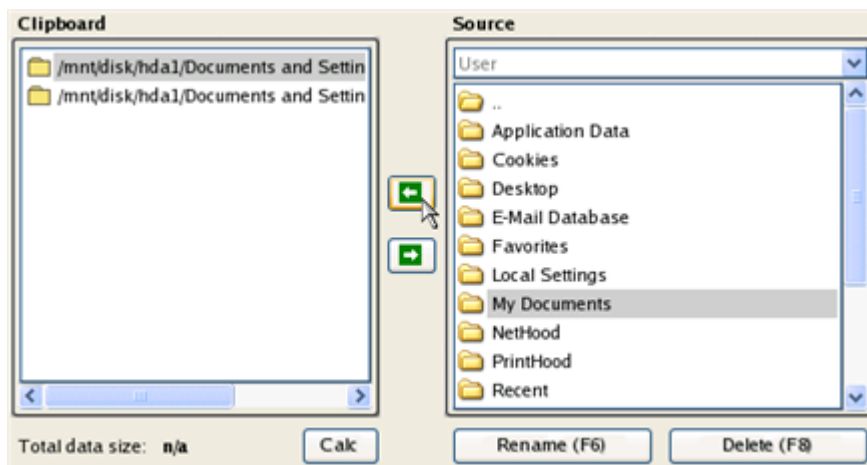 Clipboard
/mnt/disk/hda1/Documents and Settin
/mnt/disk/hda1/Documents and Settin
Total data size: n/a
Calc
Source
User
..
Application Data
Cookies
Desktop
E-Mail Database
Favorites
Local Settings
My Documents
NetHood
PrintHood
Recent
Rename (F6)
Delete (F8)